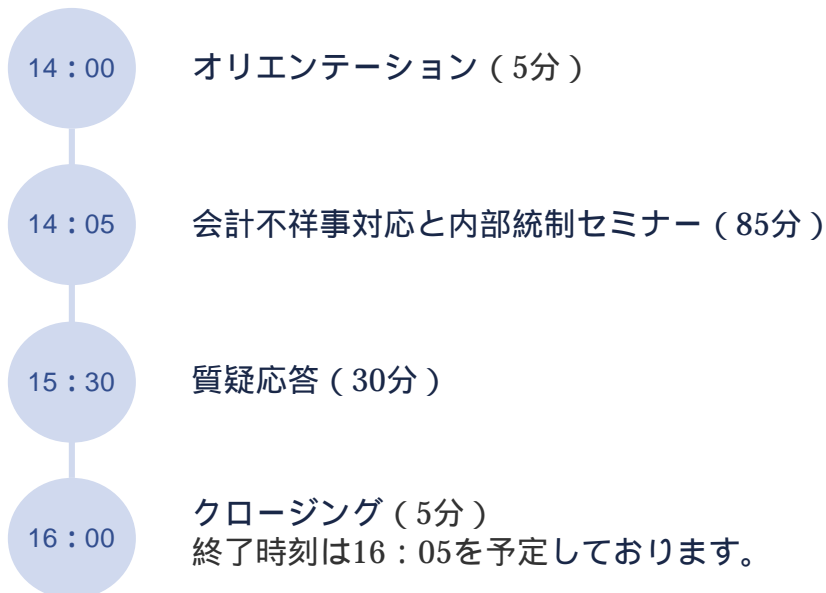 14：00
オリエンテーション（5分）
14：05
会計不祥事対応と内部統制セミナー（85分）
15：30
質疑応答（30分）
16：00
クロージング（5分）
終了時刻は16：05を予定しております。